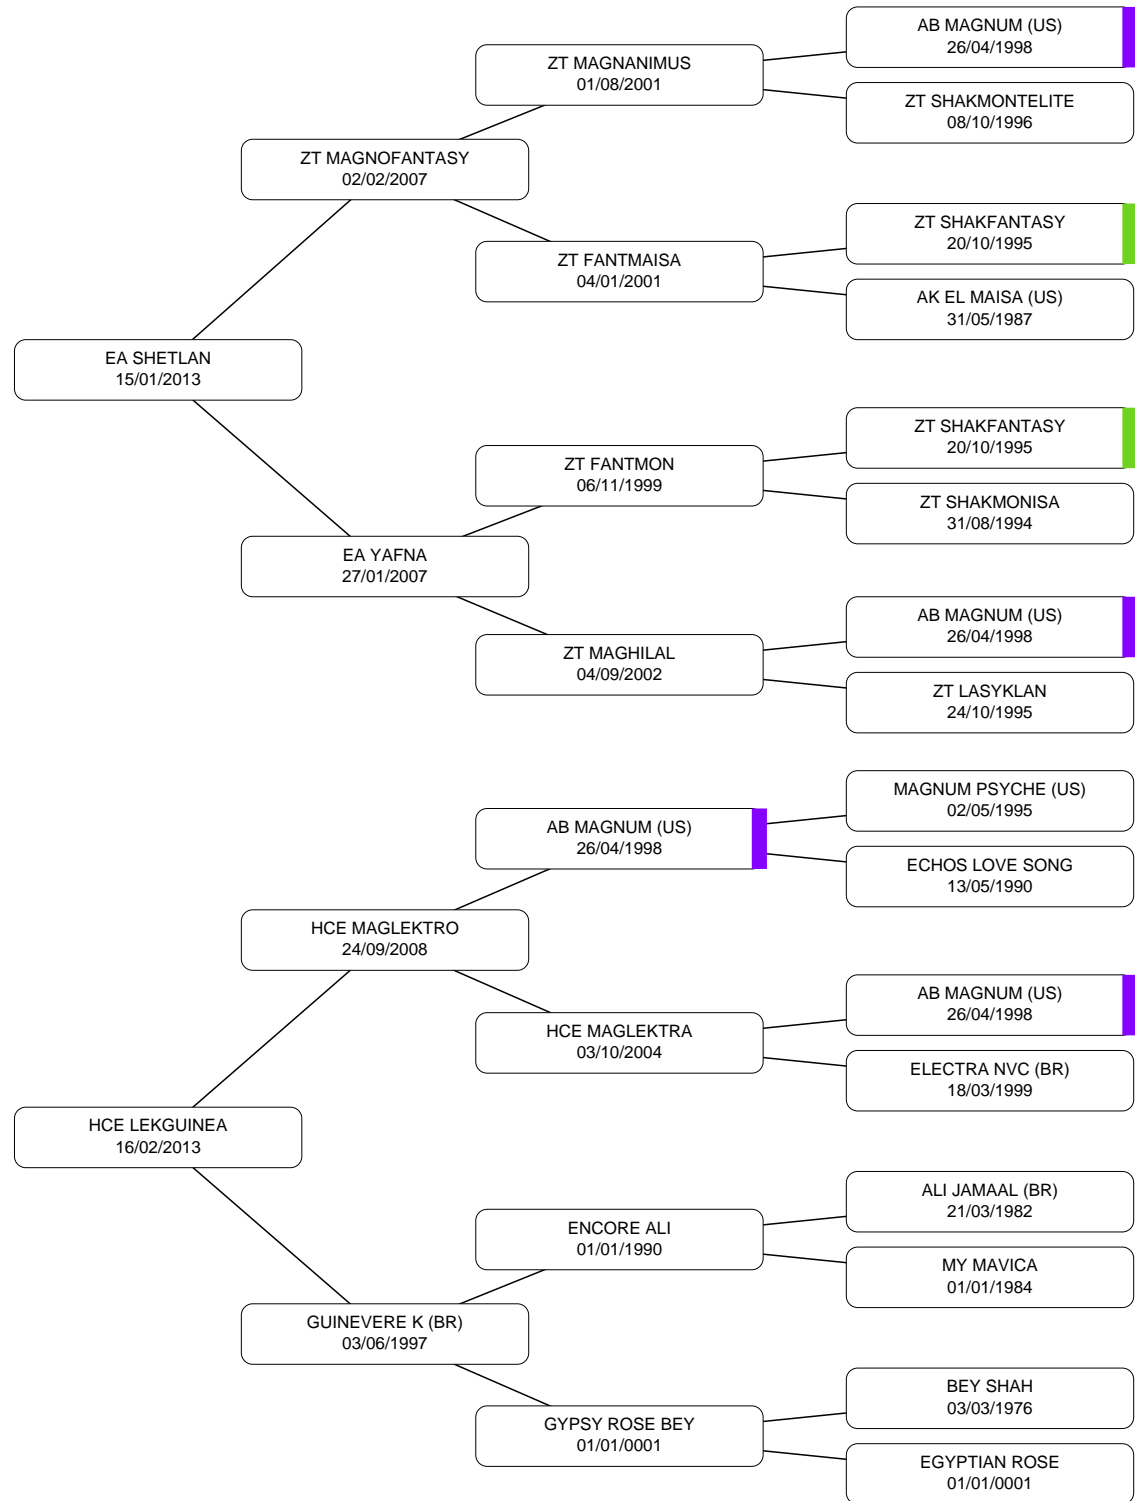 AB MAGNUM (US)
26/04/1998
ZT MAGNANIMUS
01/08/2001
ZT SHAKMONTELITE
08/10/1996
ZT MAGNOFANTASY
02/02/2007
ZT SHAKFANTASY
20/10/1995
ZT FANTMAISA
04/01/2001
AK EL MAISA (US)
31/05/1987
EA SHETLAN
15/01/2013
ZT SHAKFANTASY
20/10/1995
ZT FANTMON
06/11/1999
ZT SHAKMONISA
31/08/1994
EA YAFNA
27/01/2007
AB MAGNUM (US)
26/04/1998
ZT MAGHILAL
04/09/2002
ZT LASYKLAN
24/10/1995
MAGNUM PSYCHE (US)
02/05/1995
AB MAGNUM (US)
26/04/1998
ECHOS LOVE SONG
13/05/1990
HCE MAGLEKTRO
24/09/2008
AB MAGNUM (US)
26/04/1998
HCE MAGLEKTRA
03/10/2004
ELECTRA NVC (BR)
18/03/1999
HCE LEKGUINEA
16/02/2013
ALI JAMAAL (BR)
21/03/1982
ENCORE ALI
01/01/1990
MY MAVICA
01/01/1984
GUINEVERE K (BR)
03/06/1997
BEY SHAH
03/03/1976
GYPSY ROSE BEY
01/01/0001
EGYPTIAN ROSE
01/01/0001